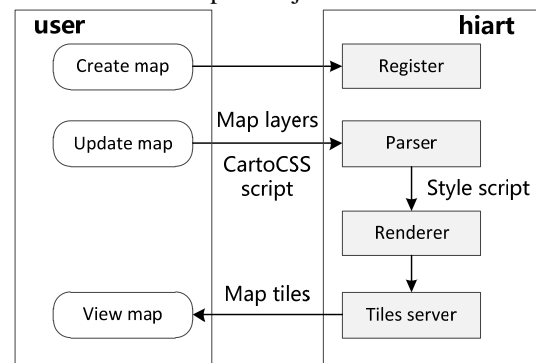 user
hiart
Create map
Register
Map layers
Update map
Parser
CartoCSS
script
Style script
Renderer
Map tiles
View map
Tiles server